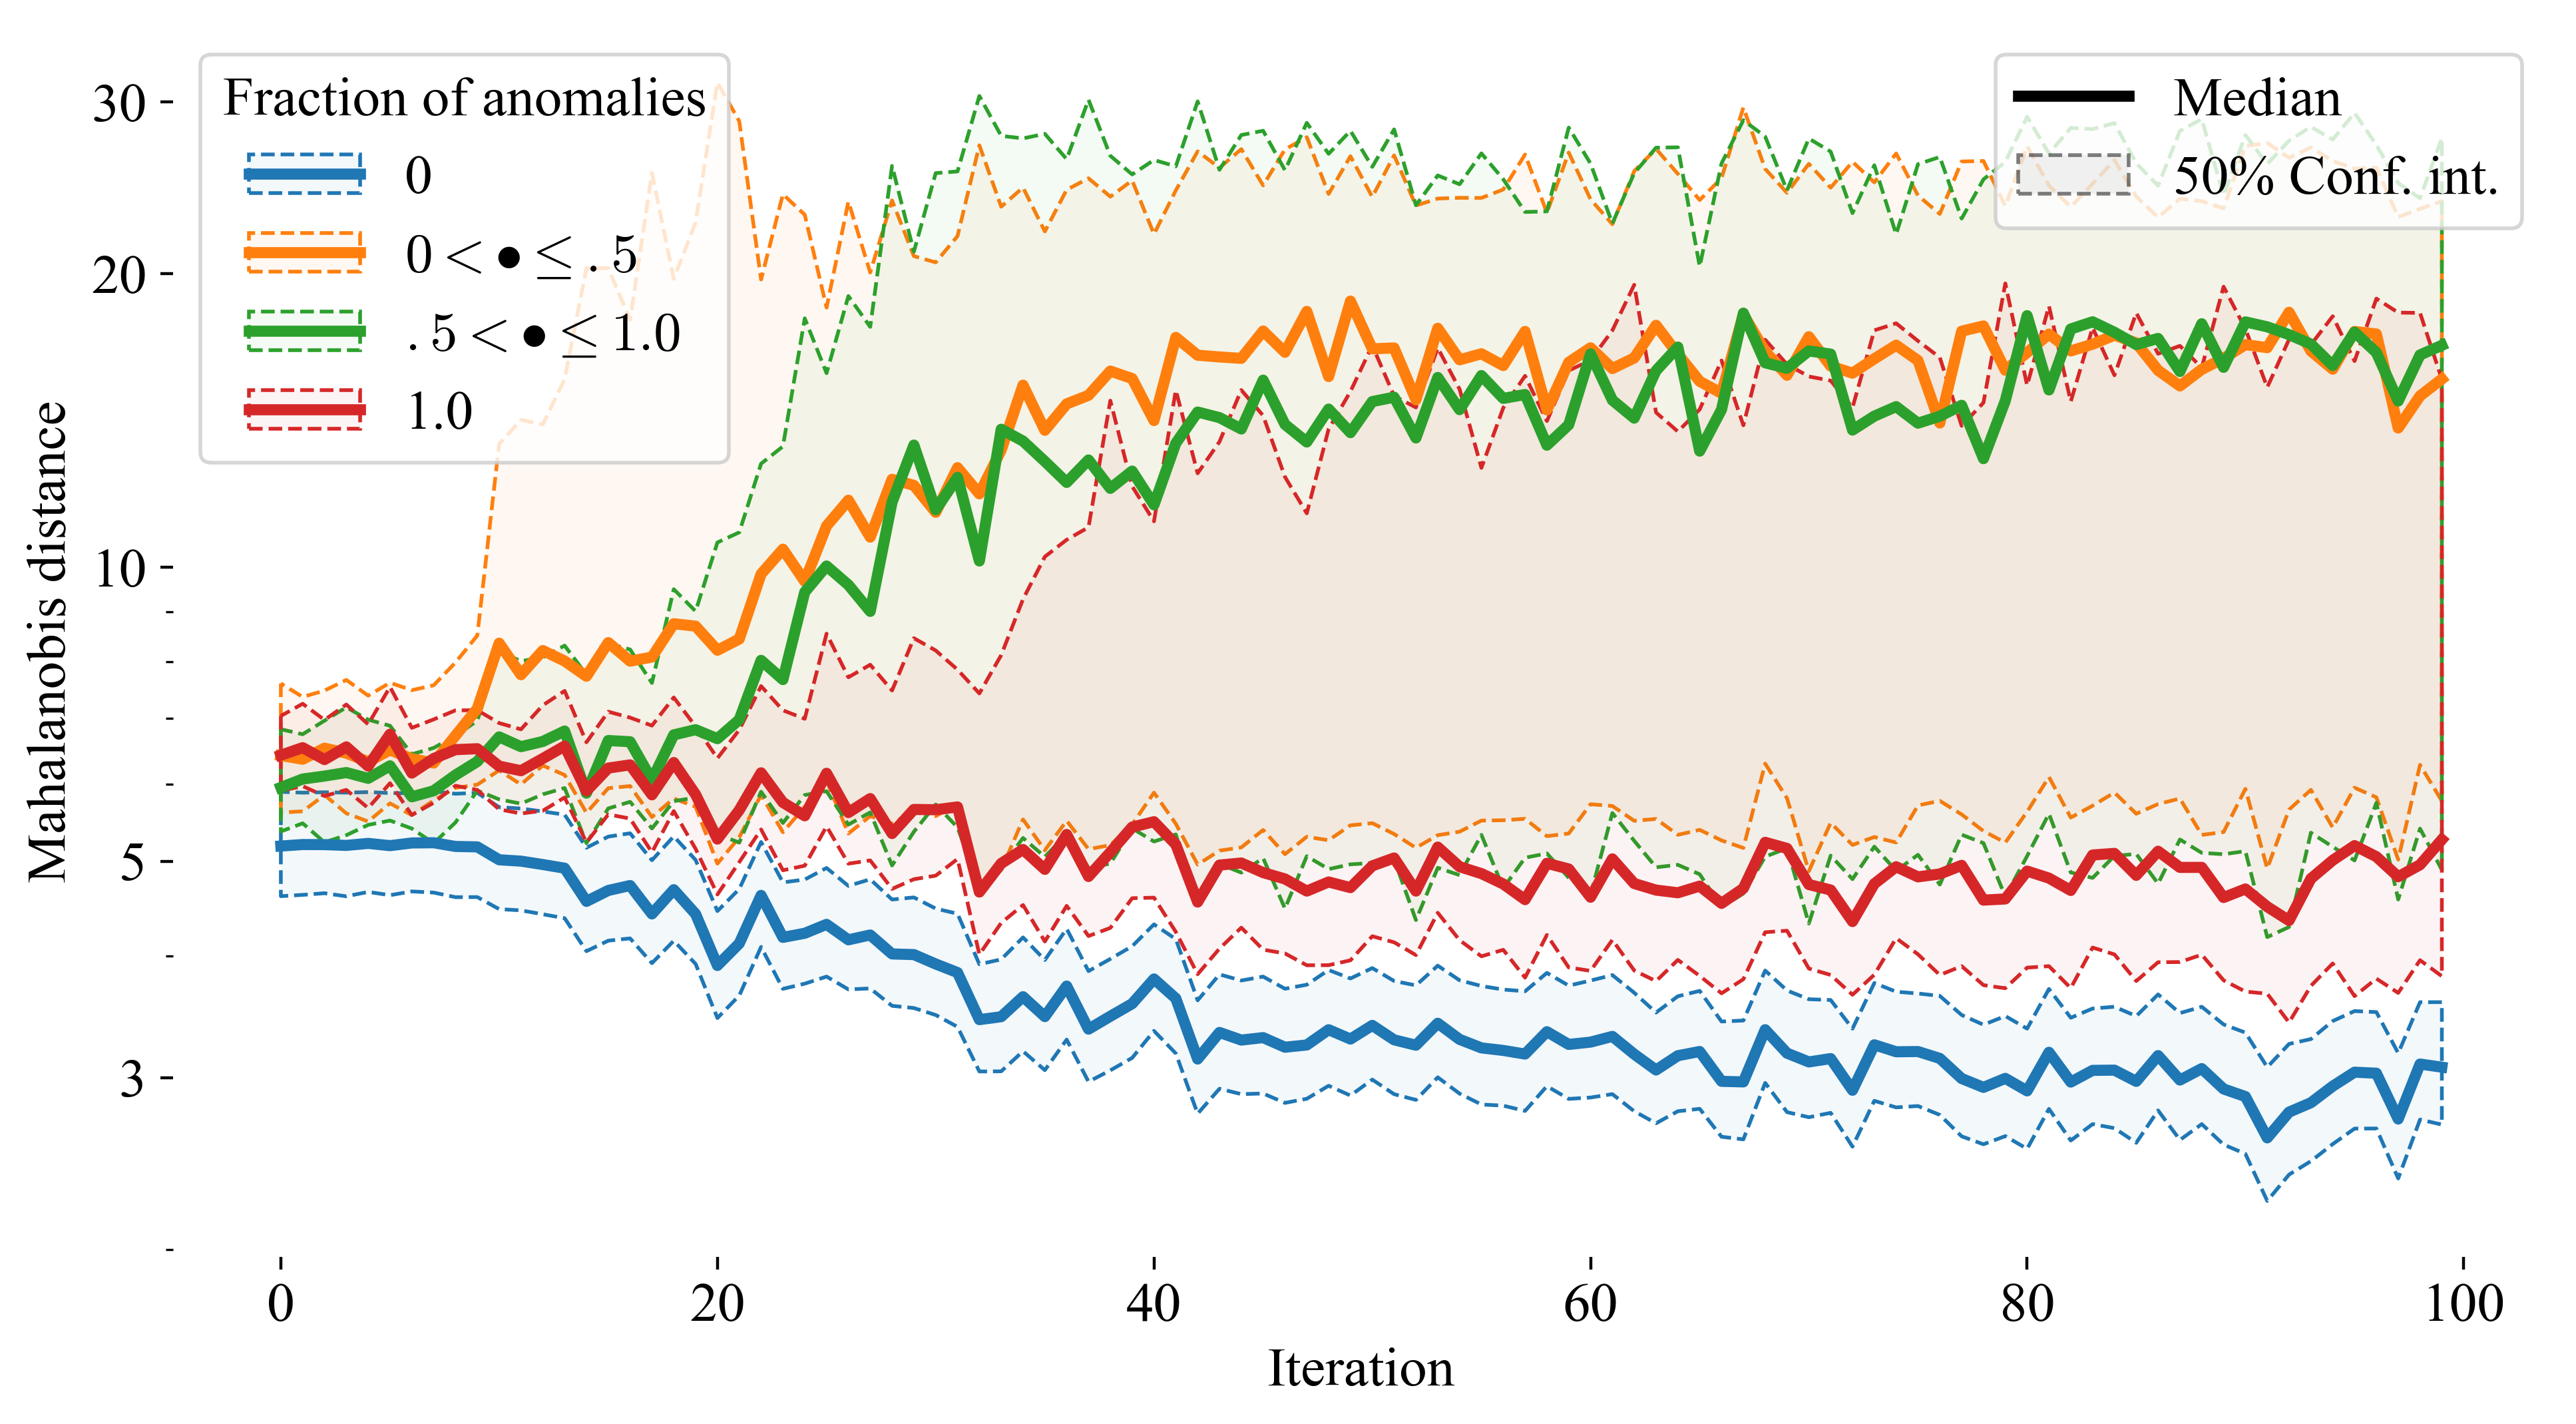 Fraction of anomalies
0
0 < • ≤ .5
.5 < • ≤ 1.0
1.0
Median
50% Conf. int.
Mahalanobis distance
30
20
10
5
3
0
20
40
60
80
100
Iteration